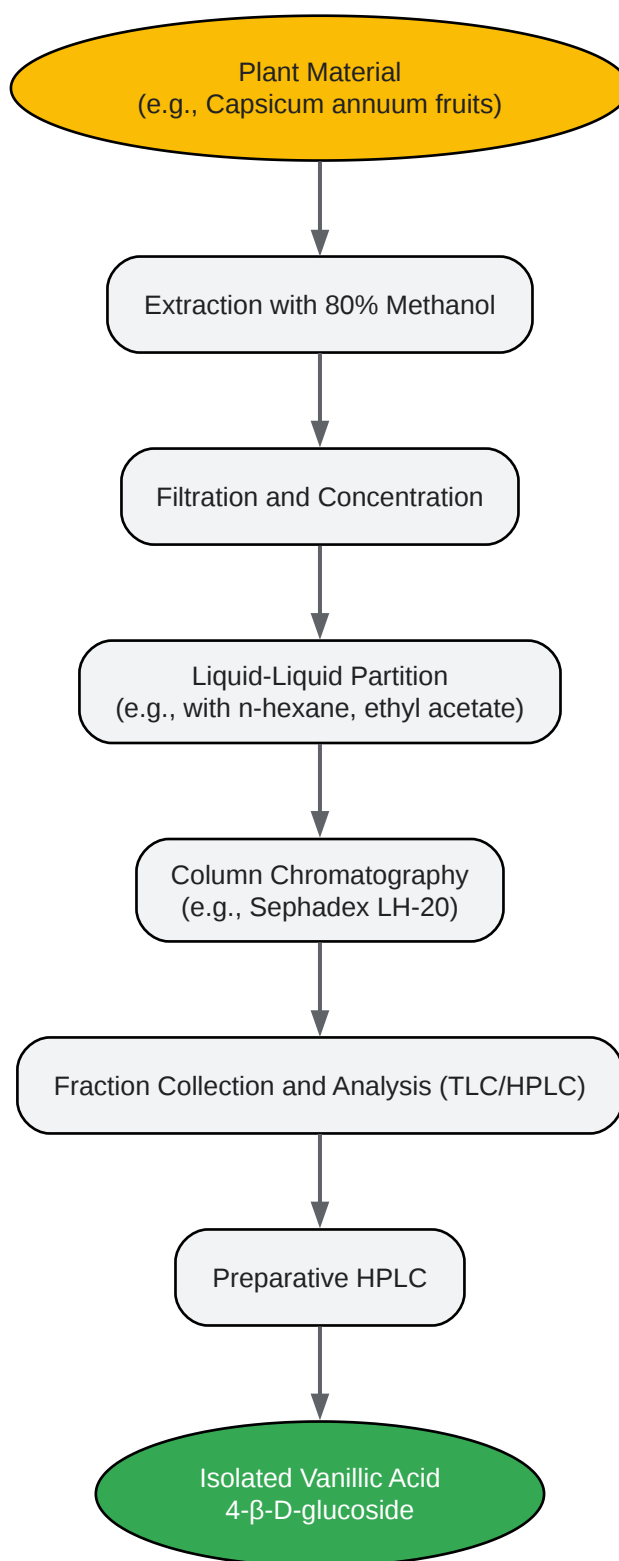 Plant Material
(e.g., Capsicum annuum fruits)
Extraction with 80% Methanol
Filtration and Concentration
Liquid-Liquid Partition
(e.g., with n-hexane, ethyl acetate)
Column Chromatography
(e.g., Sephadex LH-20)
Fraction Collection and Analysis (TLC/HPLC)
Preparative HPLC
Isolated Vanillic Acid
4-β-D-glucoside